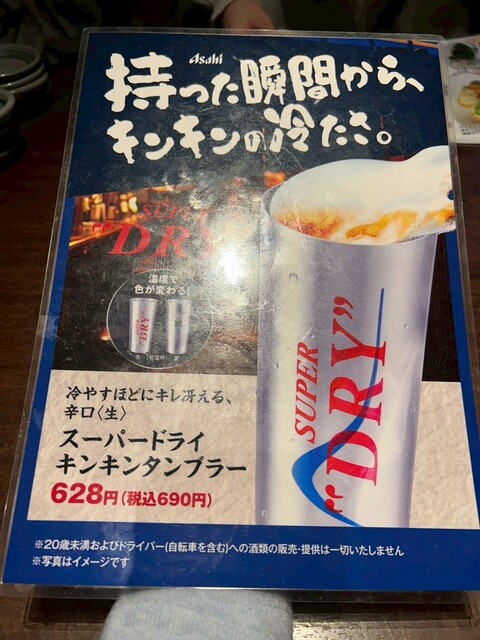 Asahi
持った瞬間から、
キンキンの冷たさ。
SUPER
"DRY
温度で
色が変わる!
冷やすほどにキレ冴える、
辛口〈生〉
スーパードライ
キンキンタンブラー
628円(税込690円)
SUPER
"DRY"
※20歳未満およびドライバー(自転車を含む)への酒類の販売・提供は一切いたしません
※写真はイメージです